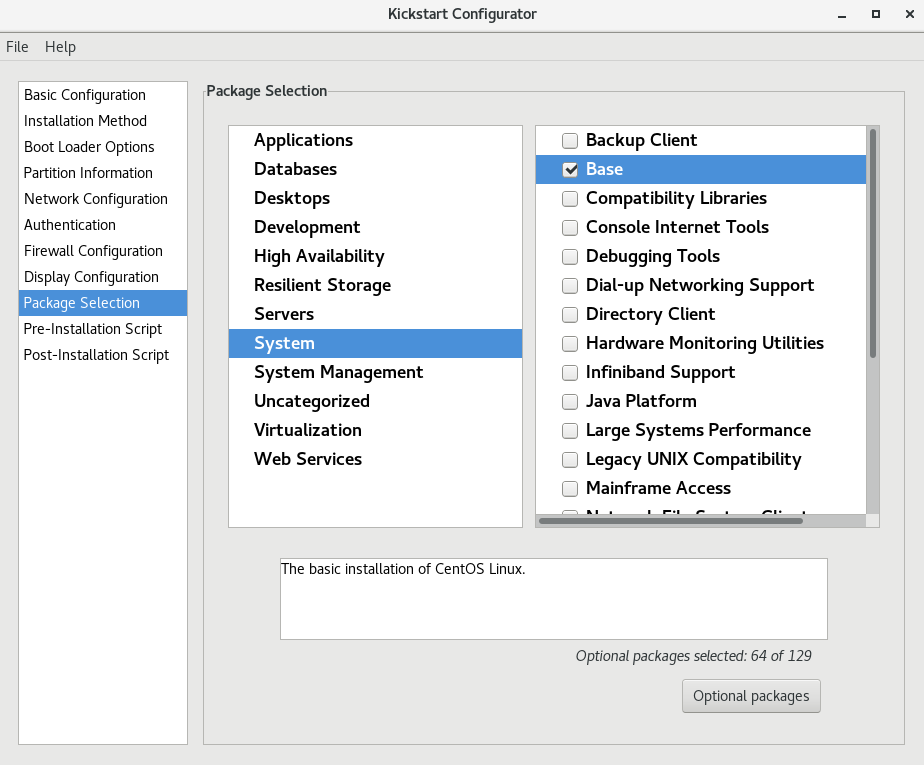 Kickstart Configurator
File Help
Basic Configuration
Installation Method
Boot Loader Options
Partition Information
Network Configuration
Authentication
Firewall Configuration
Display Configuration
Package Selection
Pre-Installation Script
Post-Installation Script
Package Selection
Applications
Databases
Desktops
Development
High Availability
Resilient Storage
Servers
System
System Management
Uncategorized
Virtualization
Web Services
Backup Client
Base
Compatibility Libraries
Console Internet Tools
Debugging Tools
Dial-up Networking Support
Directory Client
Hardware Monitoring Utilities
Infiniband Support
Java Platform
Large Systems Performance
Legacy UNIX Compatibility
Mainframe Access
Network File System Client
The basic installation of CentOS Linux.
Optional packages selected: 64 of 129
Optional packages